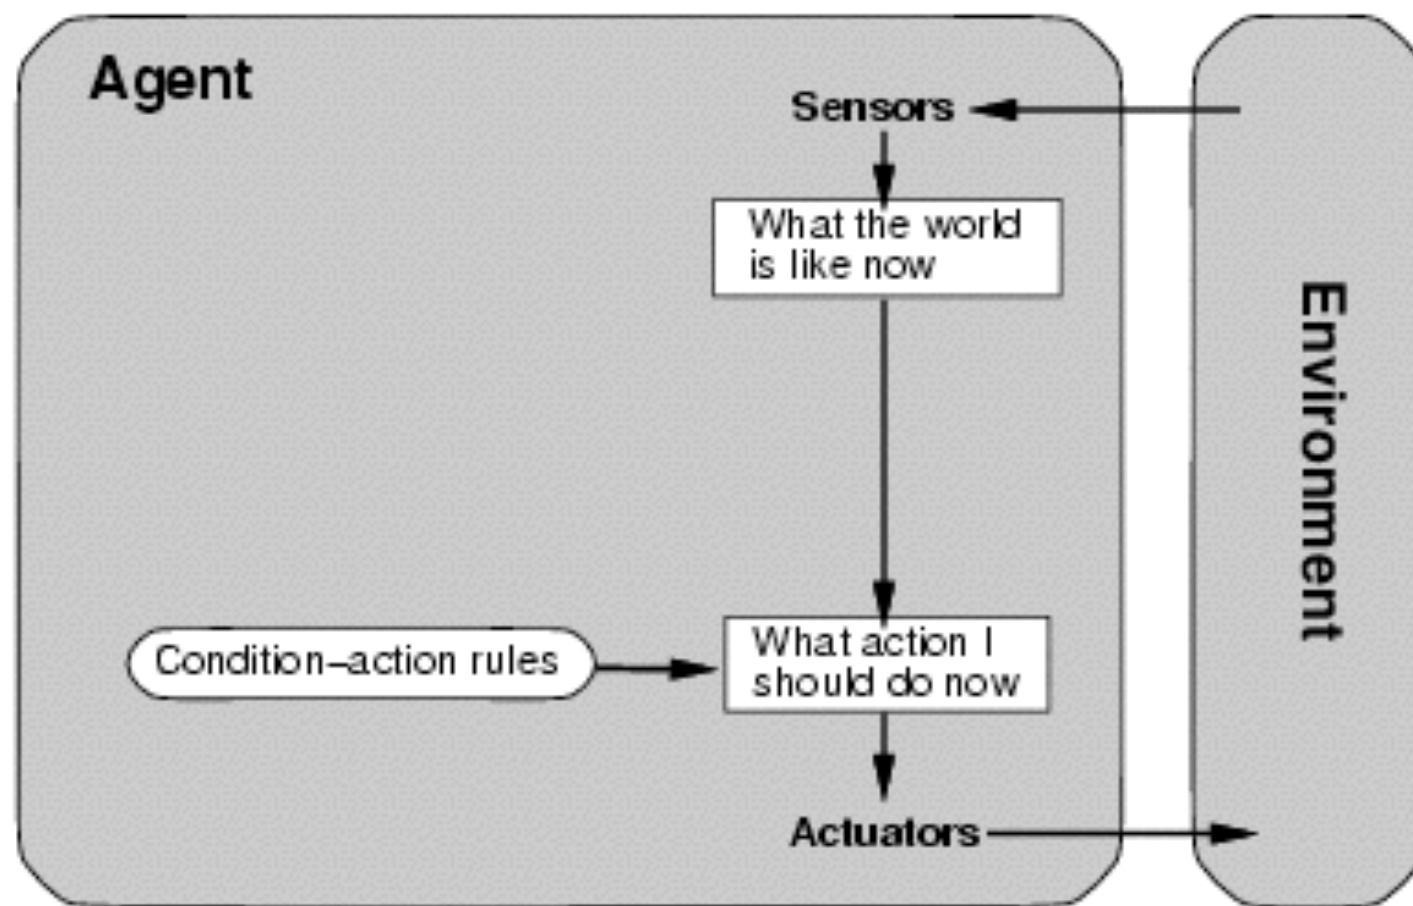 Agent
Sensors
What the world
is like now
Environment
Condition–action rules
What action I
should do now
Actuators